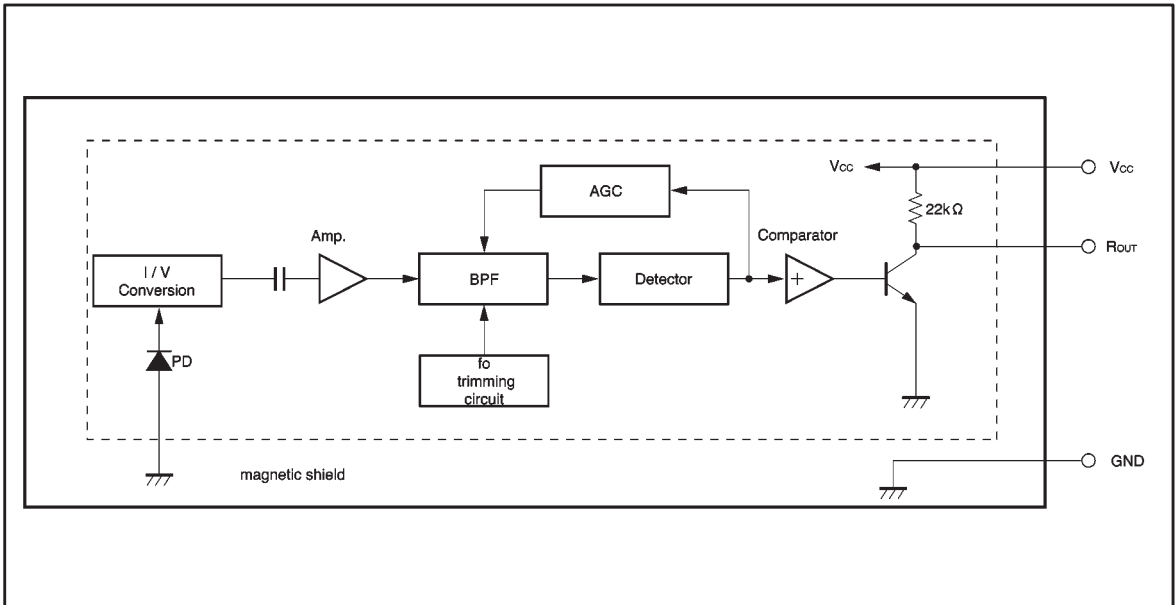 Vcc
Vcc
AGC
22kΩ
Amp.
Comparator
ROUT
I / V
Conversion
BPF
Detector
+
PD
fo
trimming
circuit
GND
magnetic shield